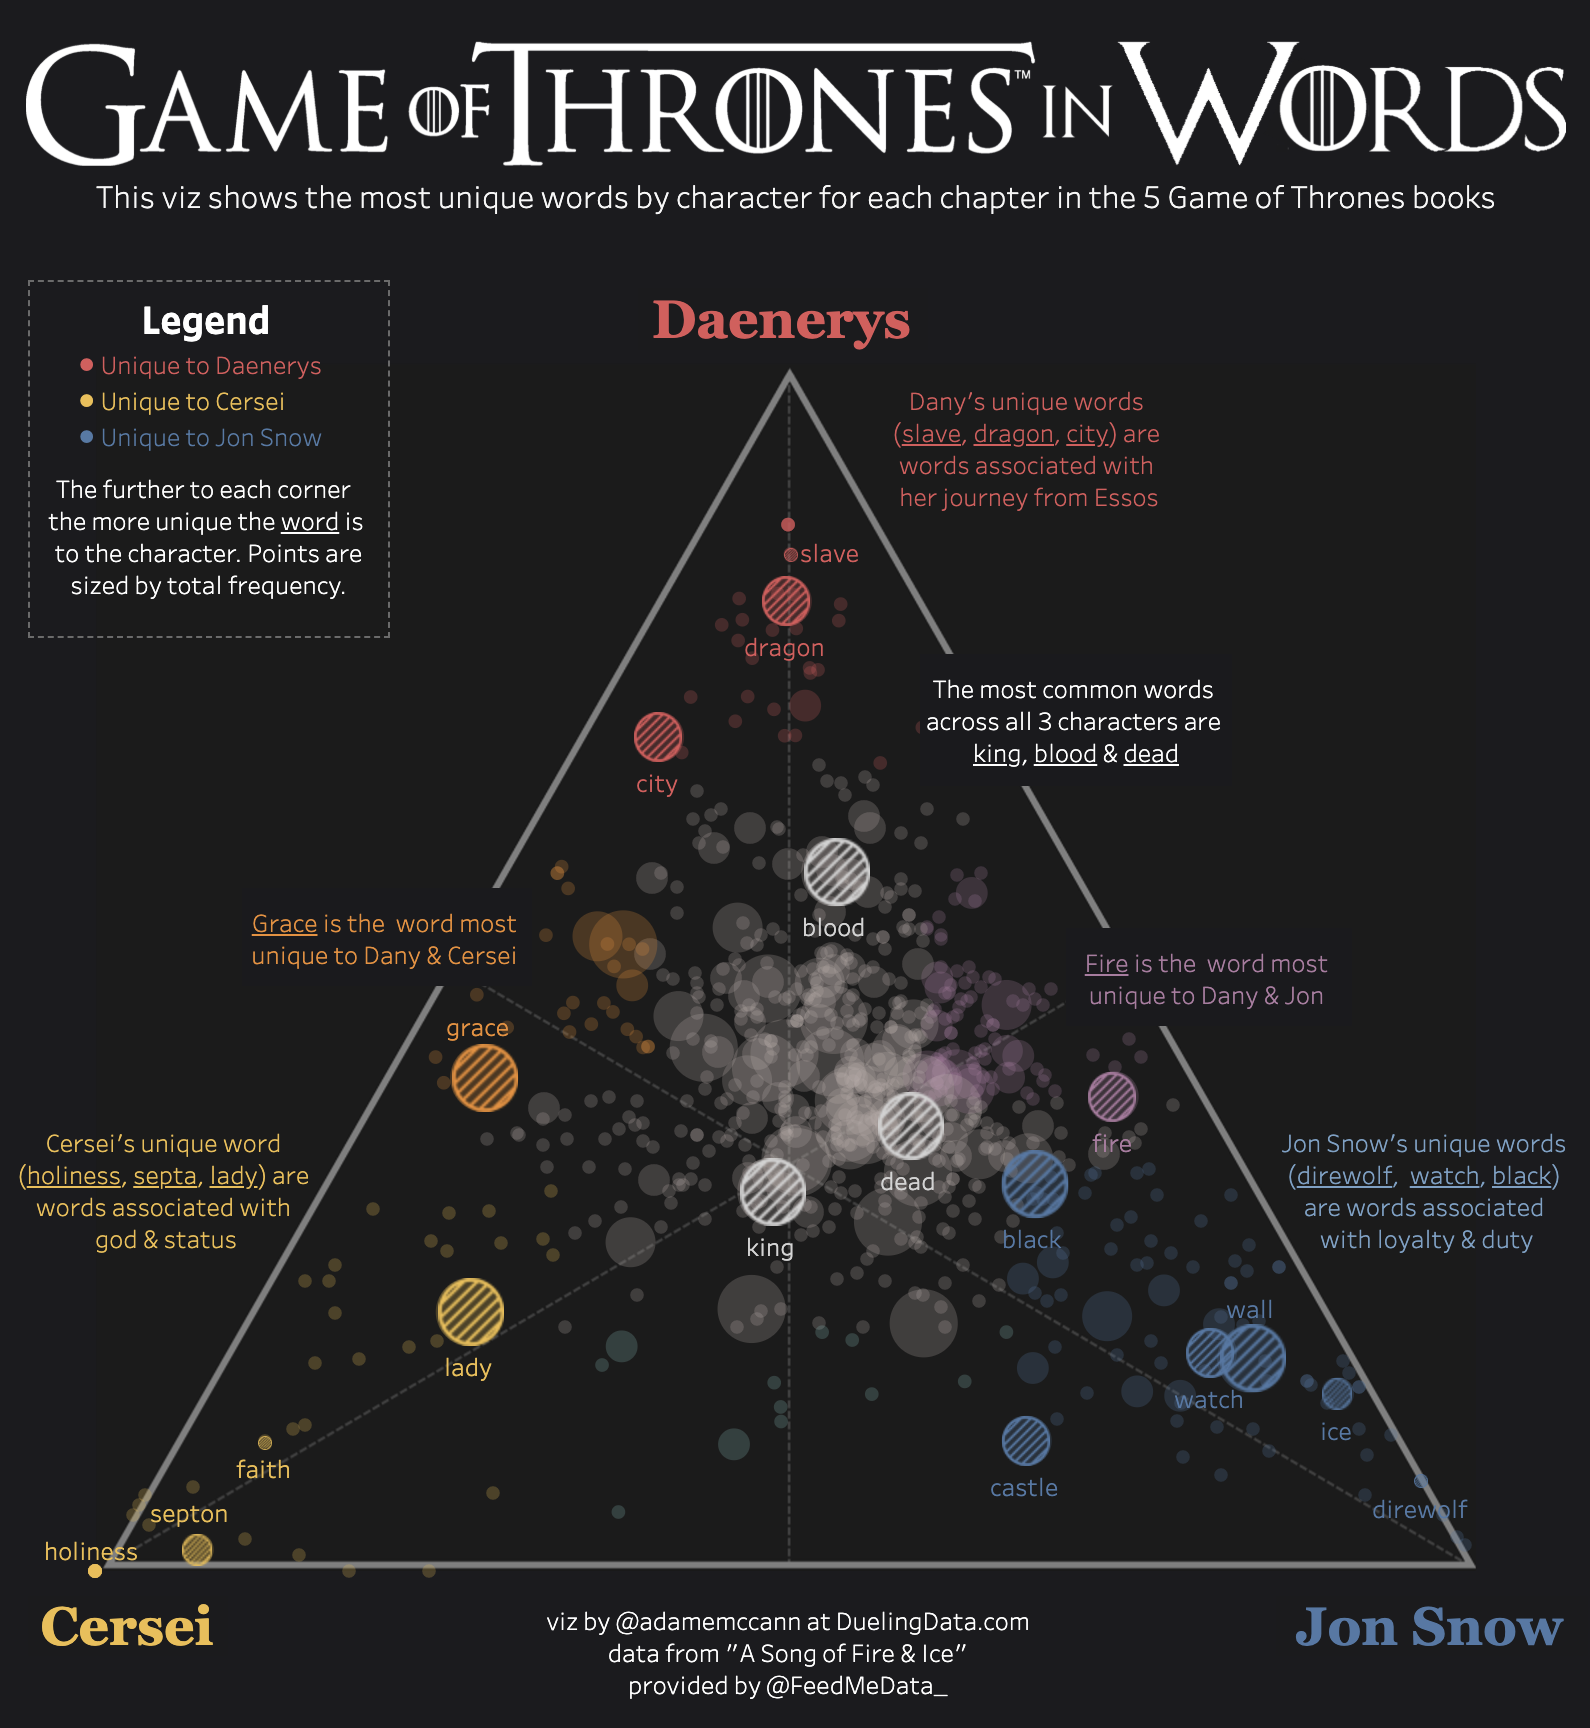 GAME OF THRONES™ IN WORDS
This viz shows the most unique words by character for each chapter in the 5 Game of Thrones books
Legend
Unique to Daenerys
Unique to Cersei
Unique to Jon Snow
The further to each corner
the more unique the word is
to the character. Points are
sized by total frequency.
Daenerys
Dany's unique words
(slave, dragon, city) are
words associated with
her journey from Essos
slave
dragon
city
The most common words
across all 3 characters are
king, blood & dead
blood
Grace is the word most
unique to Dany & Cersei
Fire is the word most
unique to Dany & Jon
grace
fire
dead
king
black
Cersei's unique word
(holiness, septa, lady) are
words associated with
god & status
Jon Snow's unique words
(direwolf, watch, black)
are words associated
with loyalty & duty
lady
wall
watch
ice
castle
direwolf
faith
septon
holiness
Cersei
viz by @adamemccann at DuelingData.com
data from "A Song of Fire & Ice"
provided by @FeedMeData_
Jon Snow